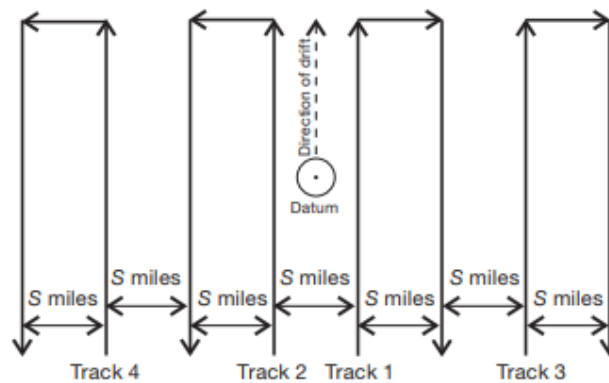 Direction of drift
Datum
S miles
S miles
S miles
S miles
S miles
S miles
S miles
Track 4
Track 2
Track 1
Track 3